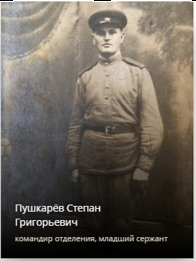 Пушкарёв Степан
Григорьевич
командир отделения, младший сержант